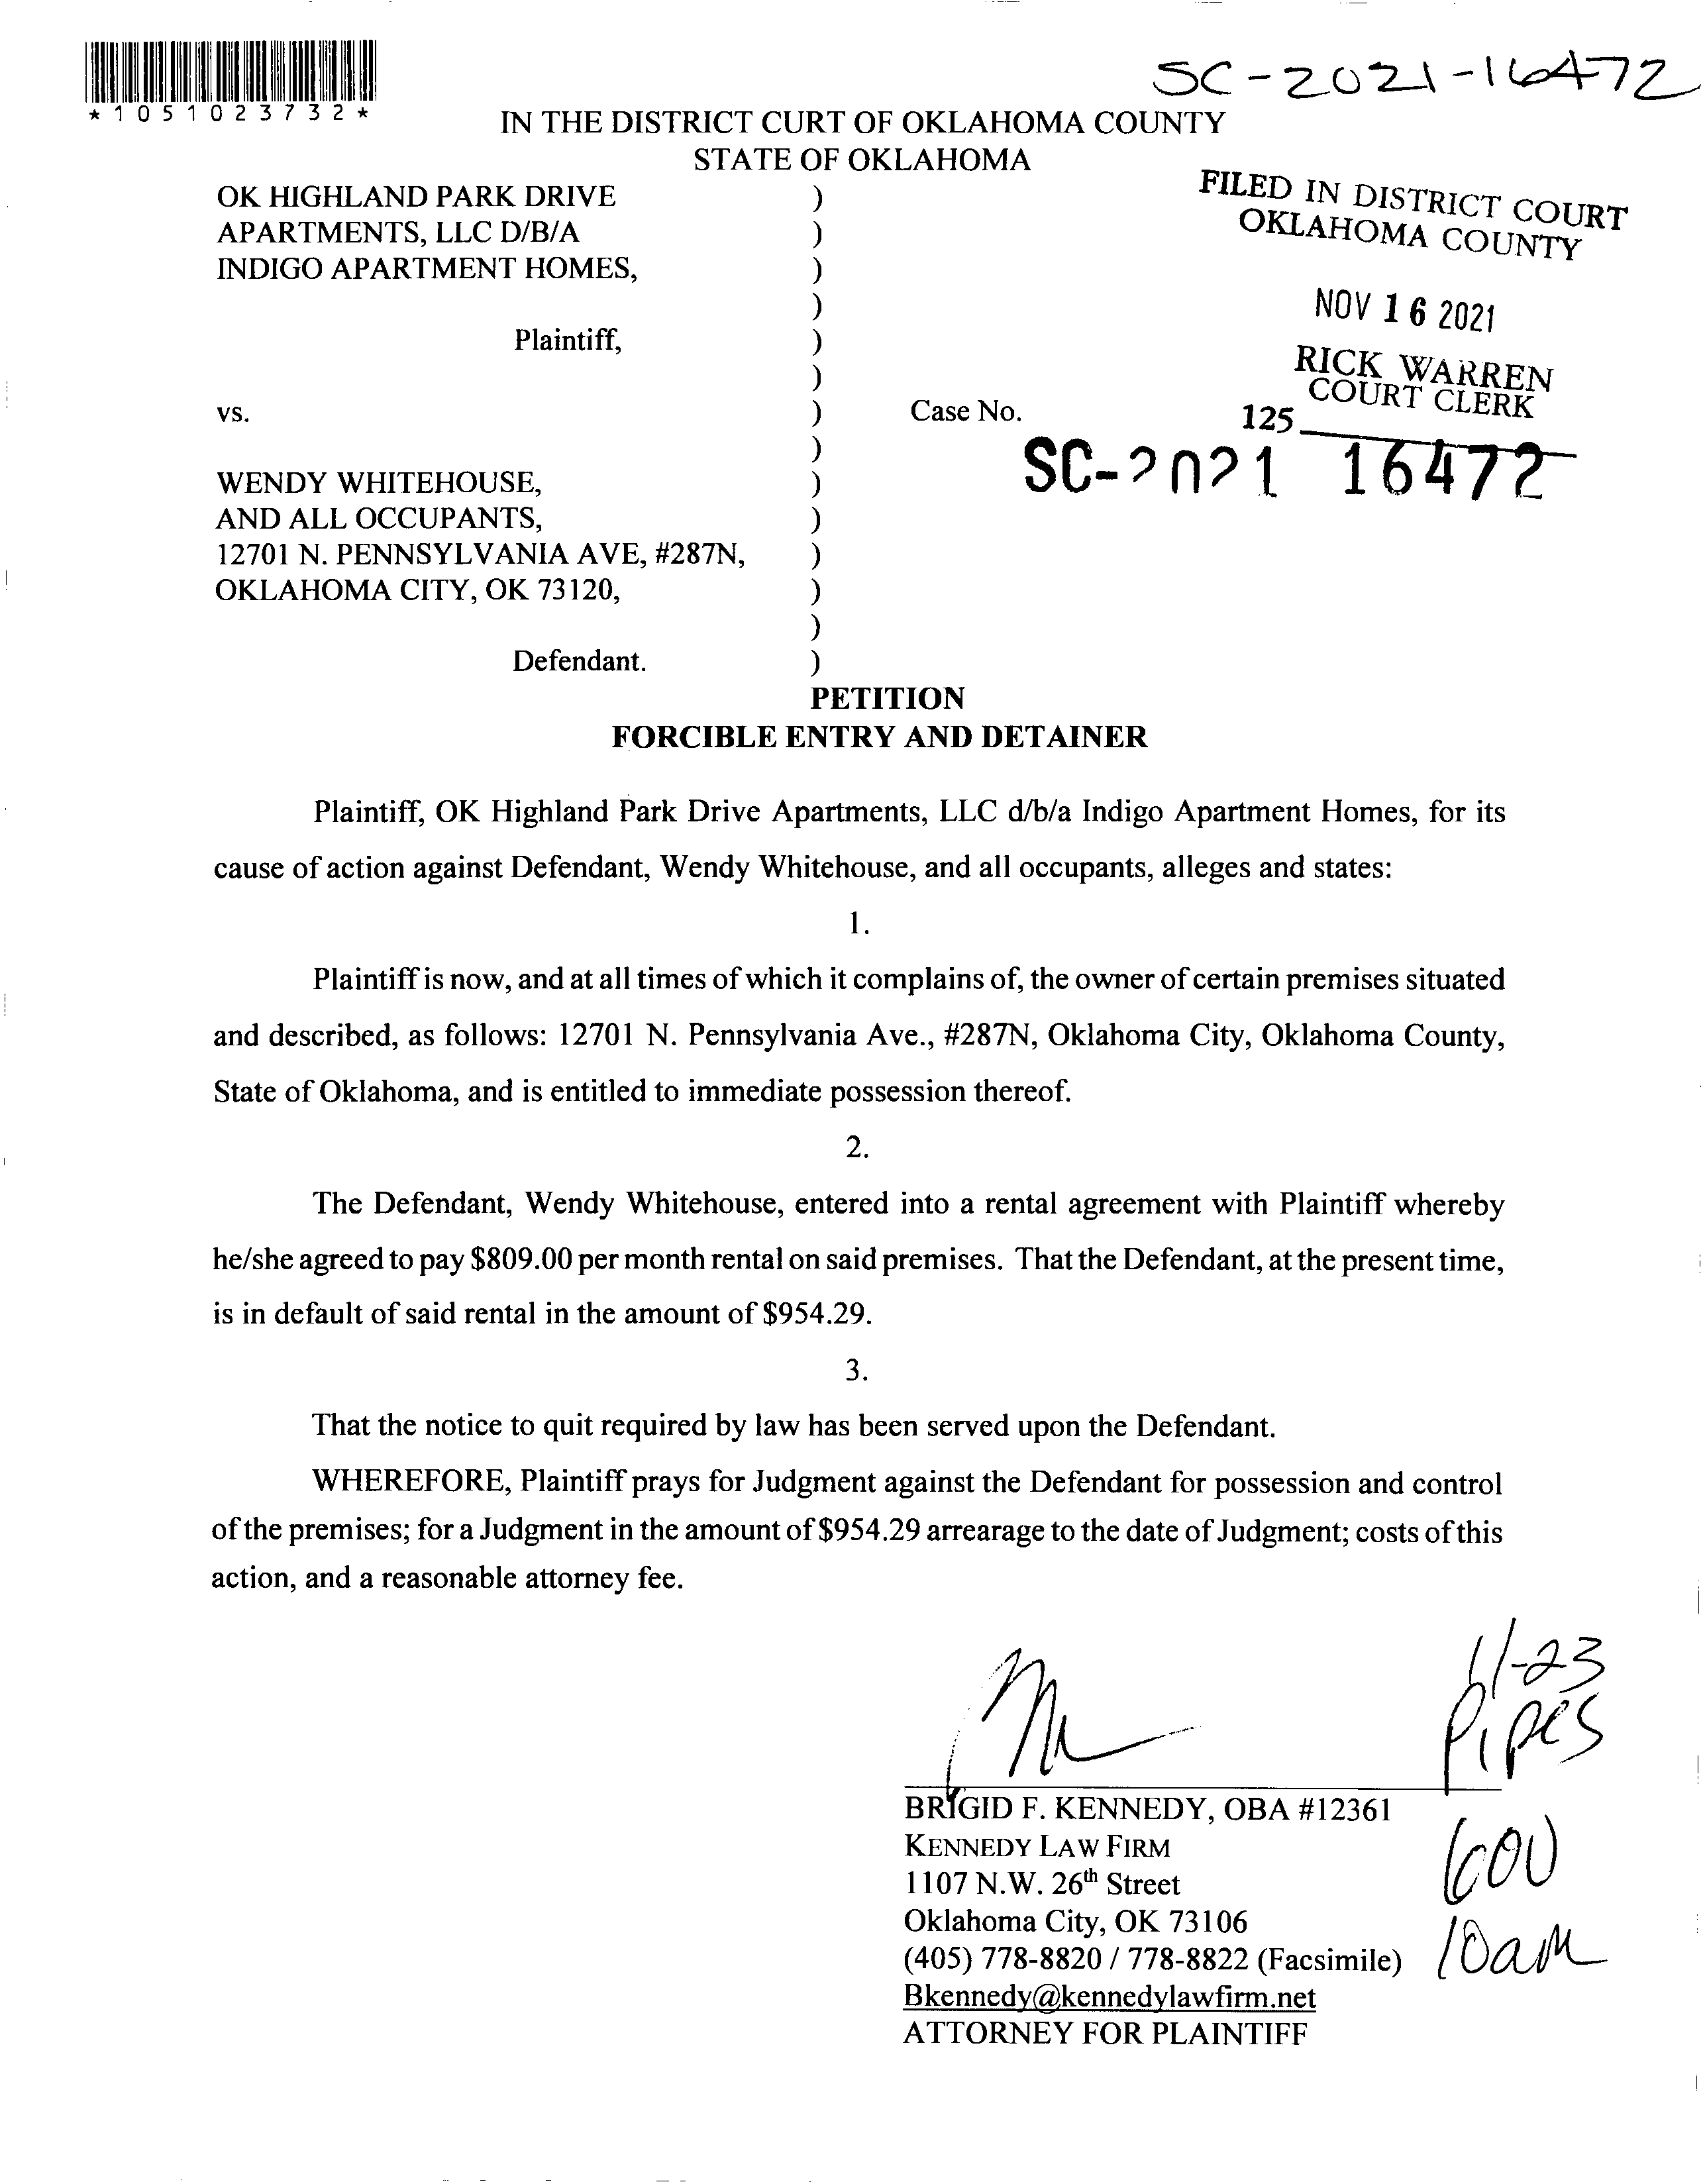 SC-2021-16472
*10510237 32*
IN THE DISTRICT CURT OF OKLAHOMA COUNTY
STATE OF OKLAHOMA
FILED IN DISTRICT COURT
OKLAHOMA COUNTY
NOV 16 2021
RICK WARREN
COURT CLERK
125
OK HIGHLAND PARK DRIVE )
APARTMENTS, LLC D/B/A )
INDIGO APARTMENT HOMES, )
)
Plaintiff, )
)
vs. ) Case No.
) SC-2021 16472
WENDY WHITEHOUSE, )
AND ALL OCCUPANTS, )
12701 N. PENNSYLVANIA AVE, #287N, )
OKLAHOMA CITY, OK 73120, )
)
Defendant. )
PETITION
FORCIBLE ENTRY AND DETAINER
Plaintiff, OK Highland Park Drive Apartments, LLC d/b/a Indigo Apartment Homes, for its
cause of action against Defendant, Wendy Whitehouse, and all occupants, alleges and states:
1.
Plaintiff is now, and at all times of which it complains of, the owner of certain premises situated
and described, as follows: 12701 N. Pennsylvania Ave., #287N, Oklahoma City, Oklahoma County,
State of Oklahoma, and is entitled to immediate possession thereof.
2.
The Defendant, Wendy Whitehouse, entered into a rental agreement with Plaintiff whereby
he/she agreed to pay $809.00 per month rental on said premises. That the Defendant, at the present time,
is in default of said rental in the amount of $954.29.
3.
That the notice to quit required by law has been served upon the Defendant.
WHEREFORE, Plaintiff prays for Judgment against the Defendant for possession and control
of the premises; for a Judgment in the amount of $954.29 arrearage to the date of Judgment; costs of this
action, and a reasonable attorney fee.
11-23
Pipes
600
10am
BRIGID F. KENNEDY, OBA #12361
KENNEDY LAW FIRM
1107 N.W. 26th Street
Oklahoma City, OK 73106
(405) 778-8820 / 778-8822 (Facsimile)
Bkennedy@kennedylawfirm.net
ATTORNEY FOR PLAINTIFF